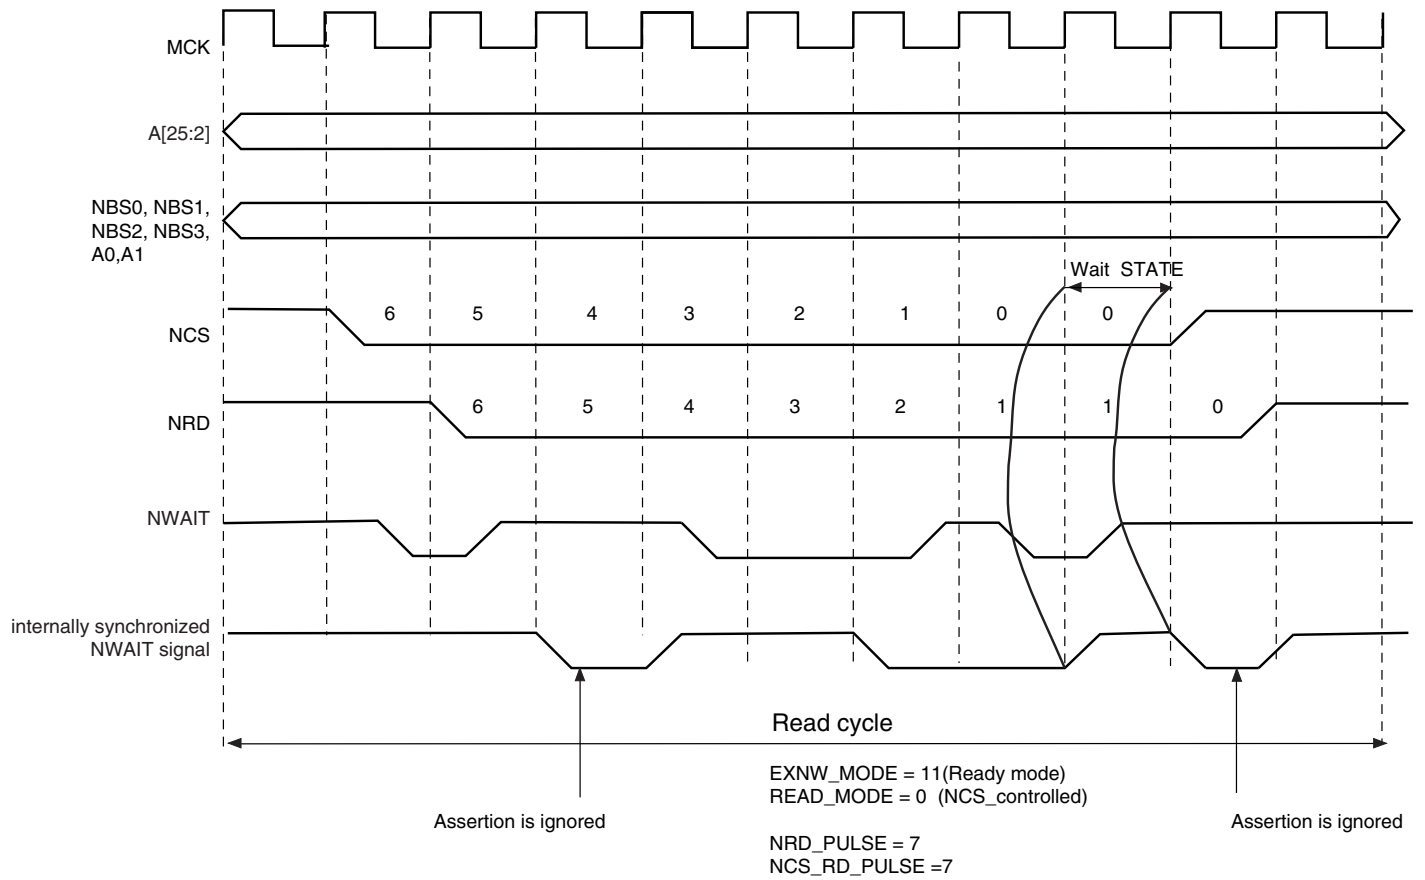 MCK
A[25:2]
NBS0, NBS1,
NBS2, NBS3,
A0,A1
Wait STATE
NCS
6 5 4 3 2 1 0 0
NRD
6 5 4 3 2 1 1 0
NWAIT
internally synchronized
NWAIT signal
Read cycle
EXNW_MODE = 11(Ready mode)
READ_MODE = 0 (NCS_controlled)
Assertion is ignored
Assertion is ignored
NRD_PULSE = 7
NCS_RD_PULSE =7